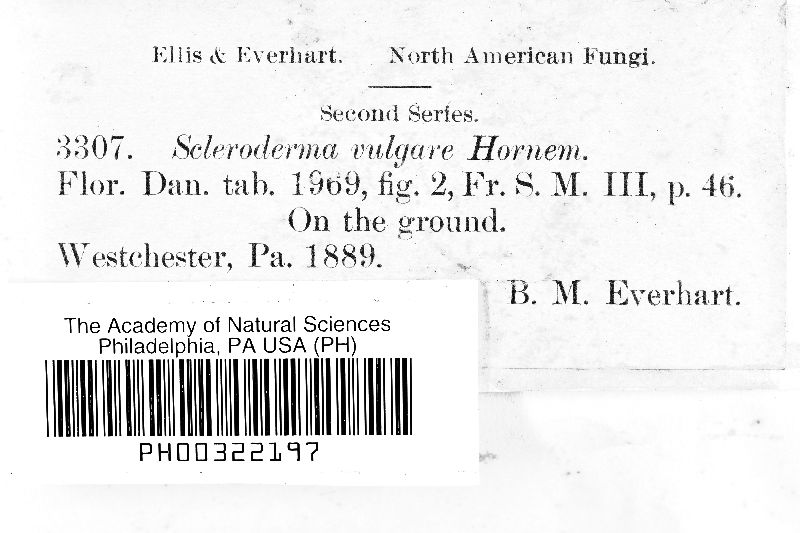 Ellis & Everhart. North American Fungi.
Second Series.
3307. Scleroderma vulgare Hornem.
Flor. Dan. tab. 1969, fig. 2, Fr. S. M. III, p. 46.
On the ground.
Westchester, Pa. 1889.
B. M. Everhart.
The Academy of Natural Sciences
Philadelphia, PA USA (PH)
PH00322197